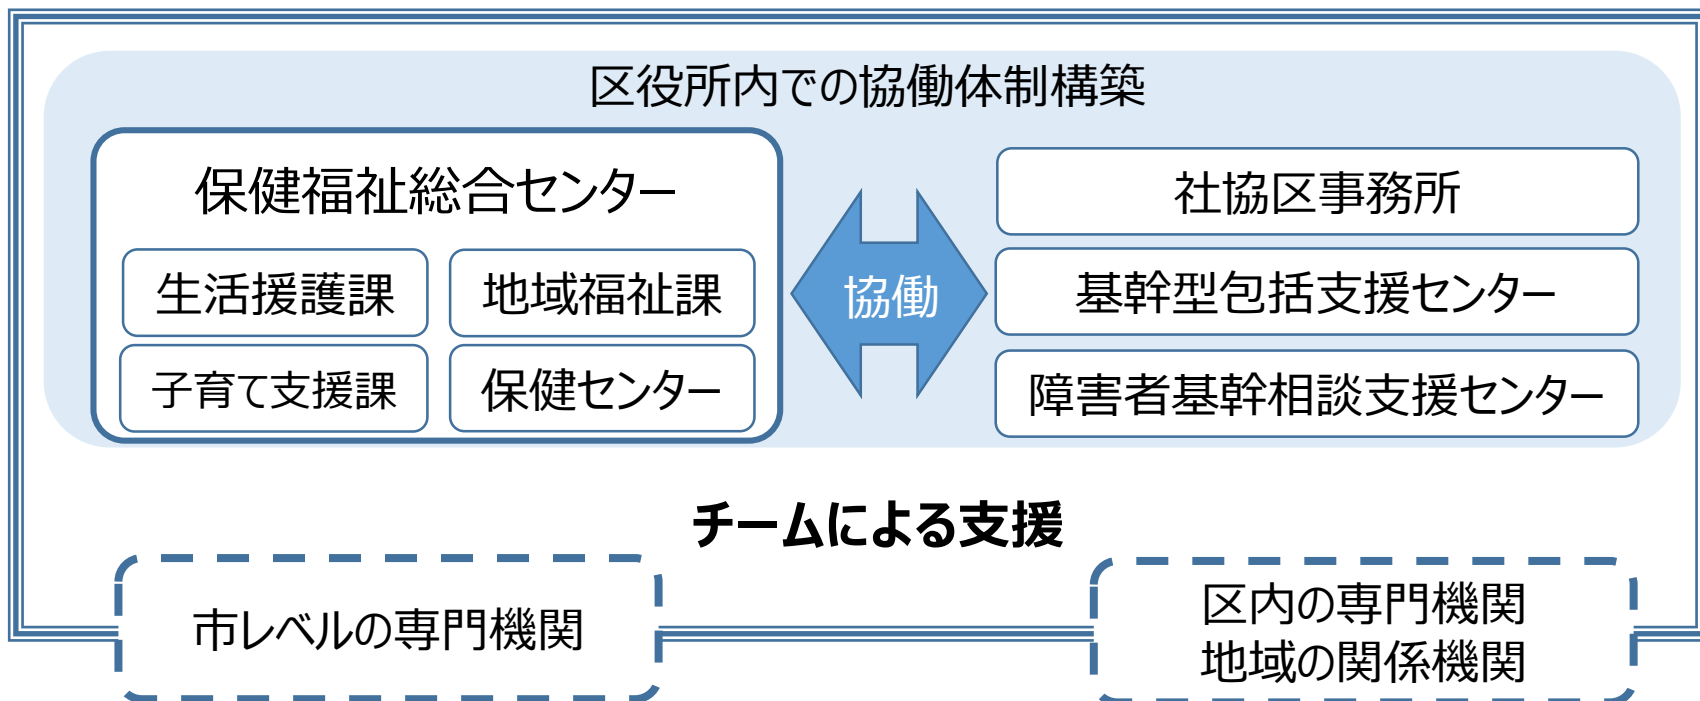 区役所内での協働体制構築
保健福祉総合センター
生活援護課
地域福祉課
子育て支援課
保健センター
協働
社協区事務所
基幹型包括支援センター
障害者基幹相談支援センター
チームによる支援
市レベルの専門機関
区内の専門機関
地域の関係機関